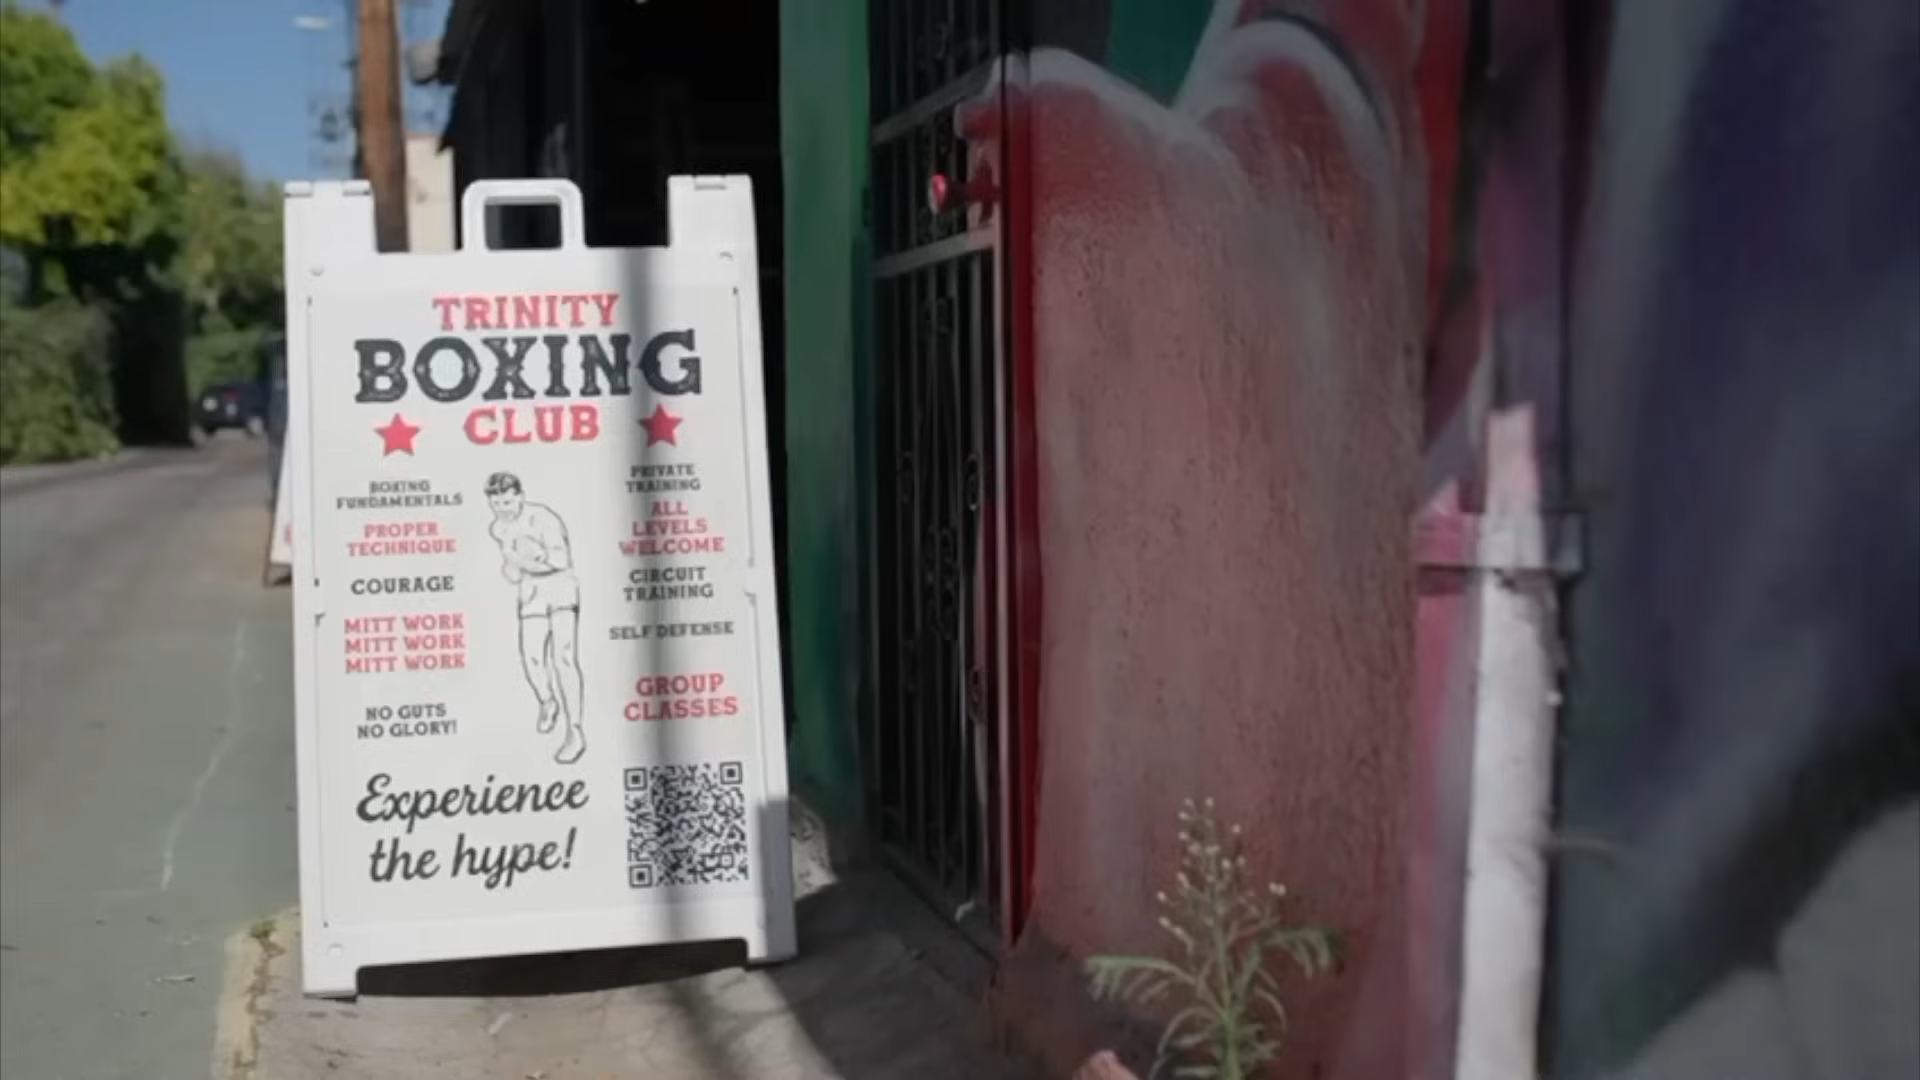 TRINITY
BOXING
CLUB
BOXING
FUNDAMENTALS
PROPER
TECHNIQUE
COURAGE
MITT WORK
MITT WORK
MITT WORK
NO GUTS
NO GLORY!
PRIVATE
TRAINING
ALL
LEVELS
WELCOME
CIRCUIT
TRAINING
SELF DEFENSE
GROUP
CLASSES
Experience
the hype!